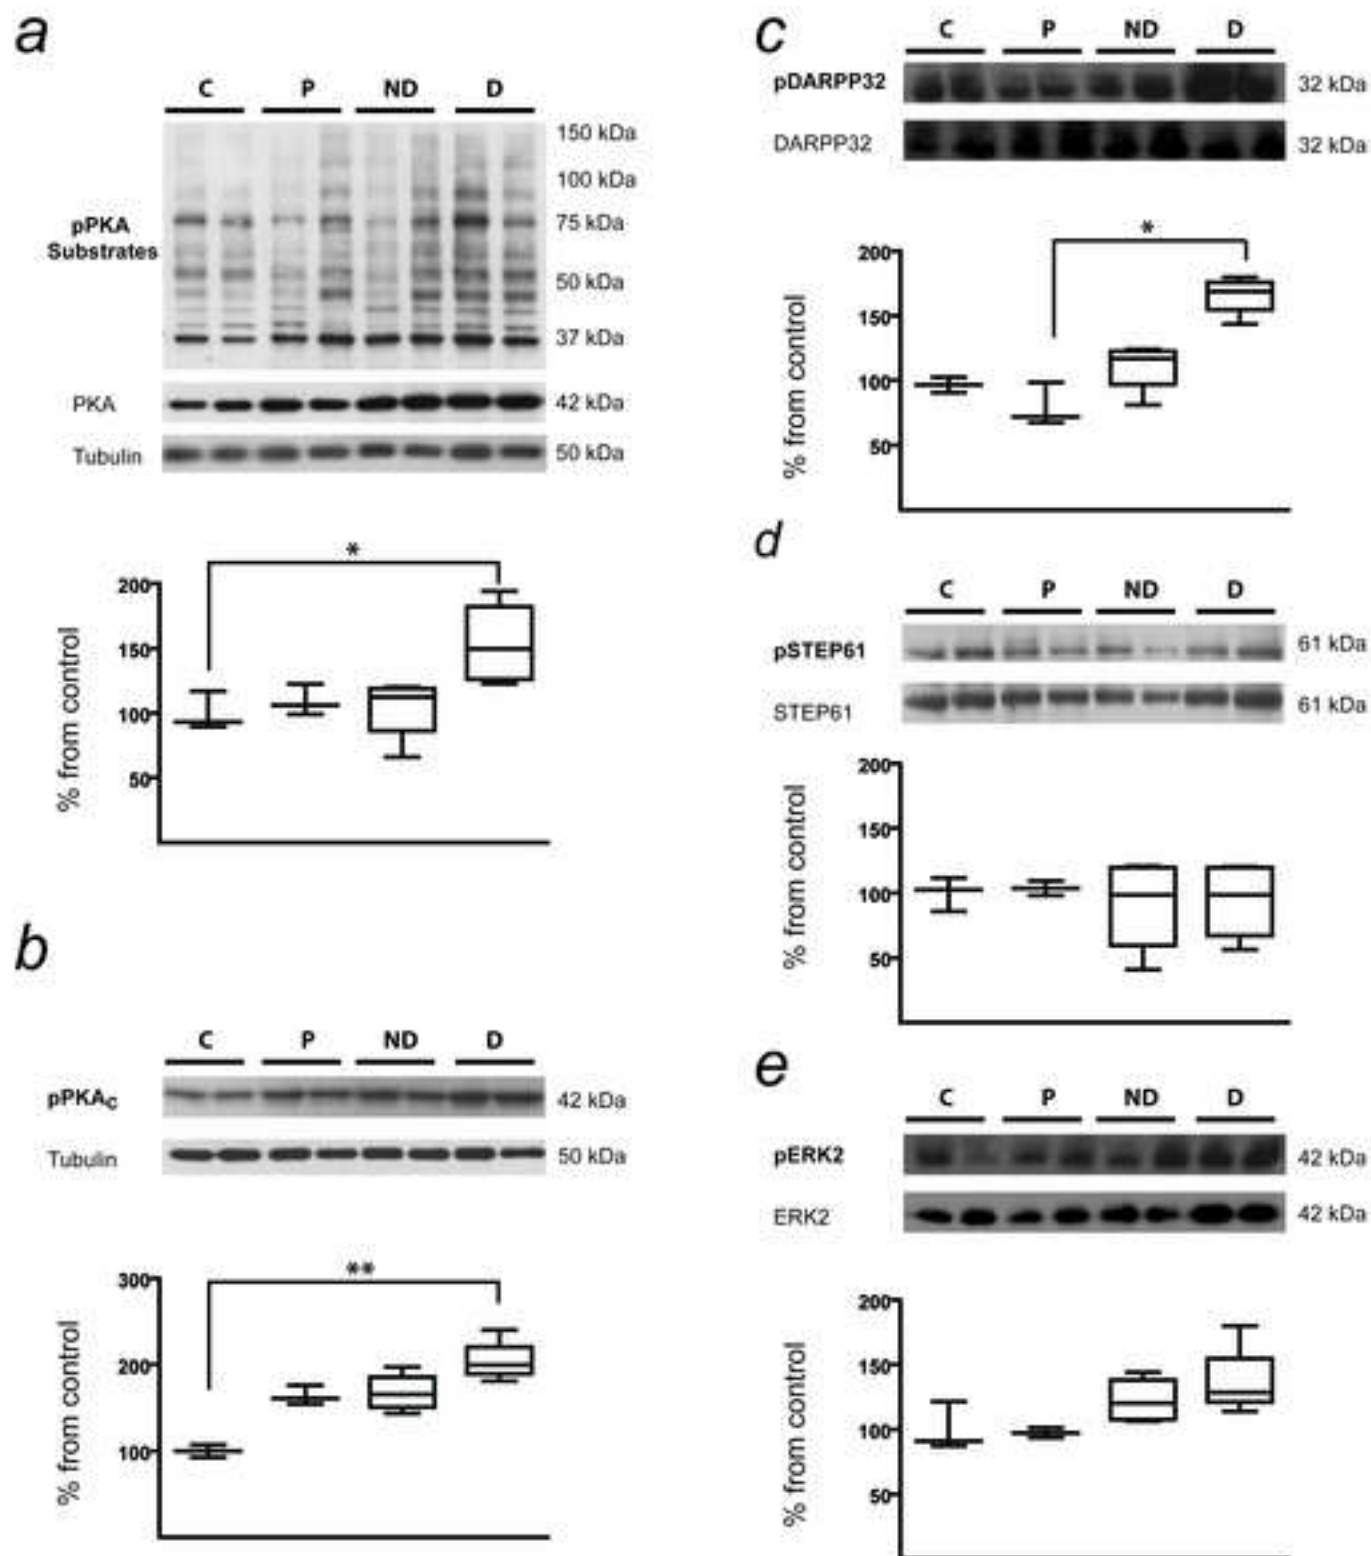 a
C P ND D
pPKA
Substrates
150 kDa
100 kDa
75 kDa
50 kDa
37 kDa
PKA 42 kDa
Tubulin 50 kDa
*
% from control
200
150
100
50
b
C P ND D
pPKAC 42 kDa
Tubulin 50 kDa
**
% from control
300
200
100
c
C P ND D
pDARPP32 32 kDa
DARPP32 32 kDa
*
% from control
200
150
100
50
d
C P ND D
pSTEP61 61 kDa
STEP61 61 kDa
% from control
200
150
100
50
e
C P ND D
pERK2 42 kDa
ERK2 42 kDa
% from control
200
150
100
50